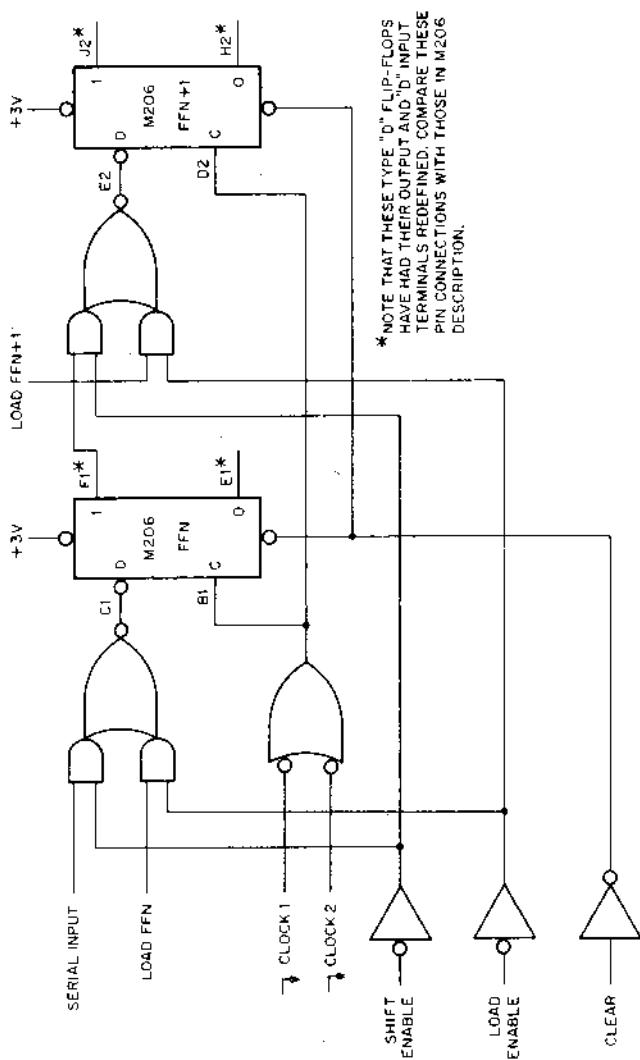 +3V
J2*
1
D
M206
FFN+1
C
0
H2*
E2
D2
LOAD FFN+1
+3V
F1*
1
D
M206
FFN
C
0
E1*
C1
B1
SERIAL INPUT
LOAD FFN
CLOCK 1
CLOCK 2
SHIFT
ENABLE
LOAD
ENABLE
CLEAR
*NOTE THAT THESE TYPE "D" FLIP-FLOPS
HAVE HAD THEIR OUTPUT AND "D" INPUT
TERMINALS REDEFINED. COMPARE THESE
PIN CONNECTIONS WITH THOSE IN M206
DESCRIPTION.